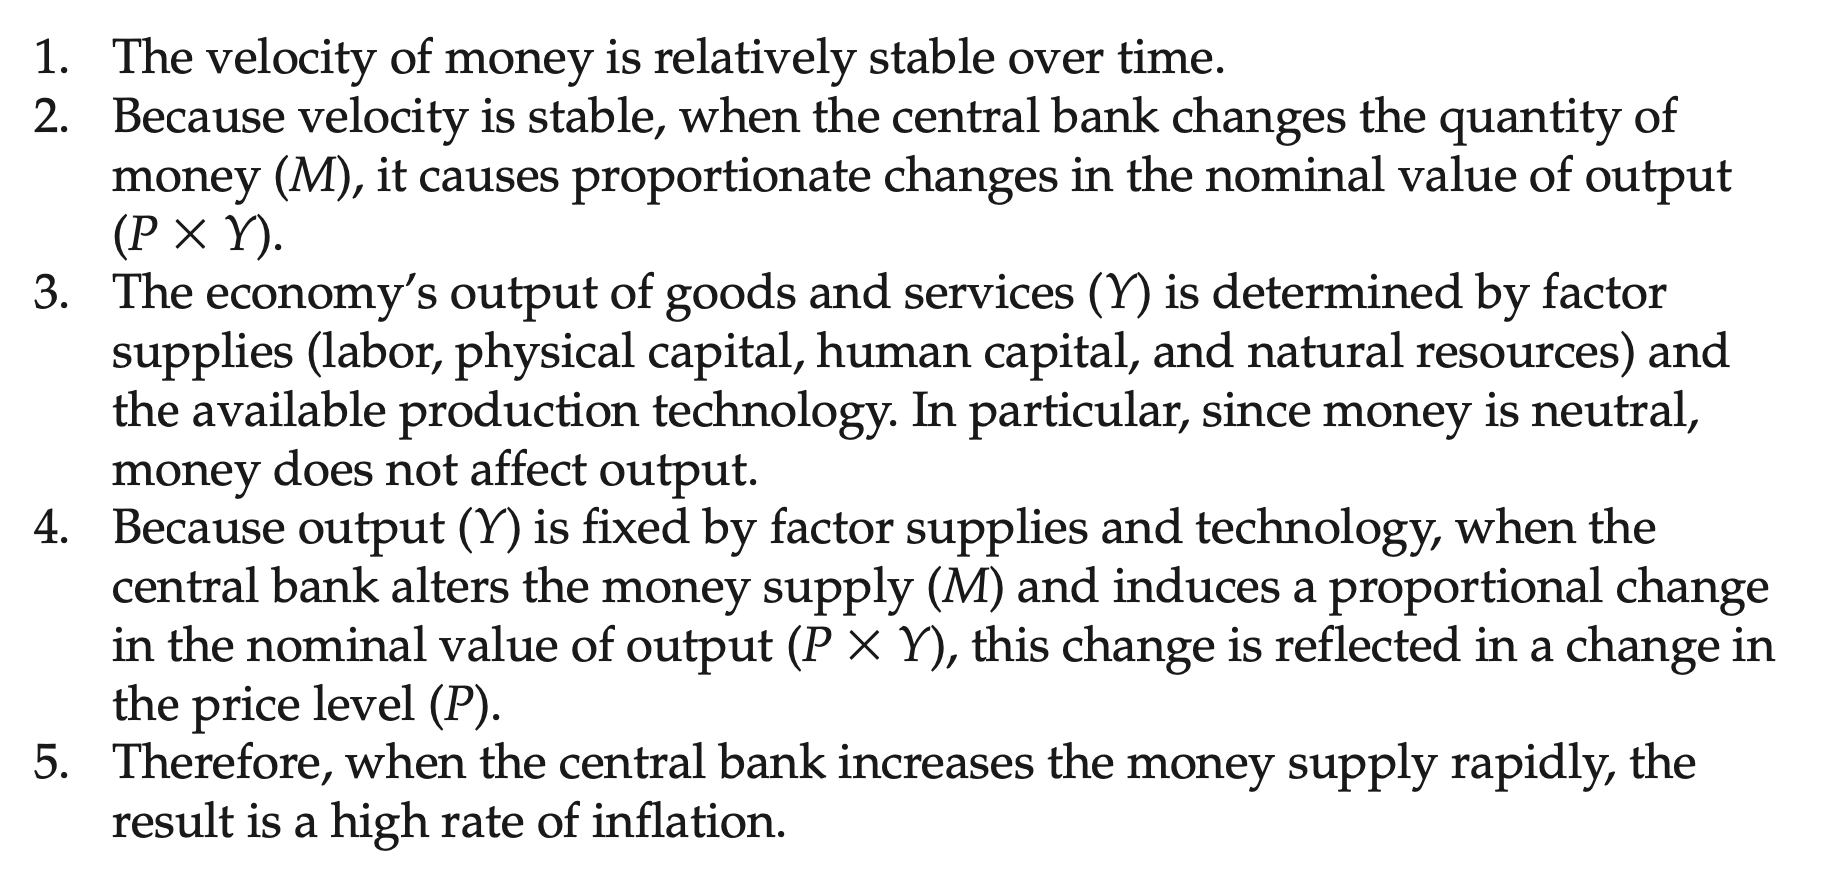 1. The velocity of money is relatively stable over time.
2. Because velocity is stable, when the central bank changes the quantity of
money (M), it causes proportionate changes in the nominal value of output
(P × Y).
3. The economy’s output of goods and services (Y) is determined by factor
supplies (labor, physical capital, human capital, and natural resources) and
the available production technology. In particular, since money is neutral,
money does not affect output.
4. Because output (Y) is fixed by factor supplies and technology, when the
central bank alters the money supply (M) and induces a proportional change
in the nominal value of output (P × Y), this change is reflected in a change in
the price level (P).
5. Therefore, when the central bank increases the money supply rapidly, the
result is a high rate of inflation.